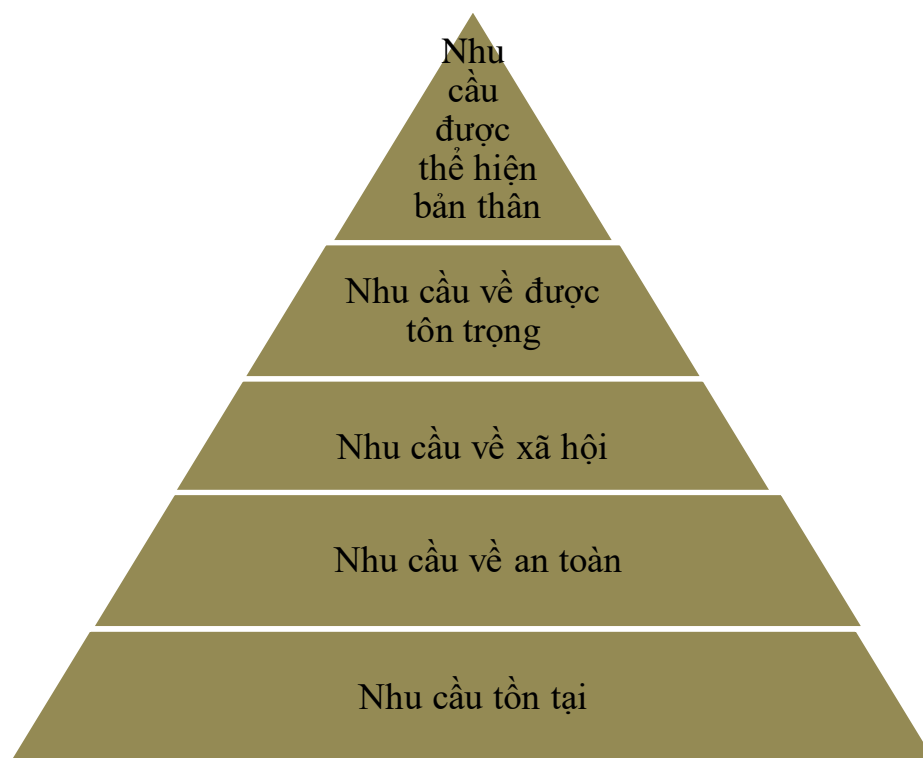 Nhu
cầu
được
thể hiện
bản thân
Nhu cầu về được
tôn trọng
Nhu cầu về xã hội
Nhu cầu về an toàn
Nhu cầu tồn tại